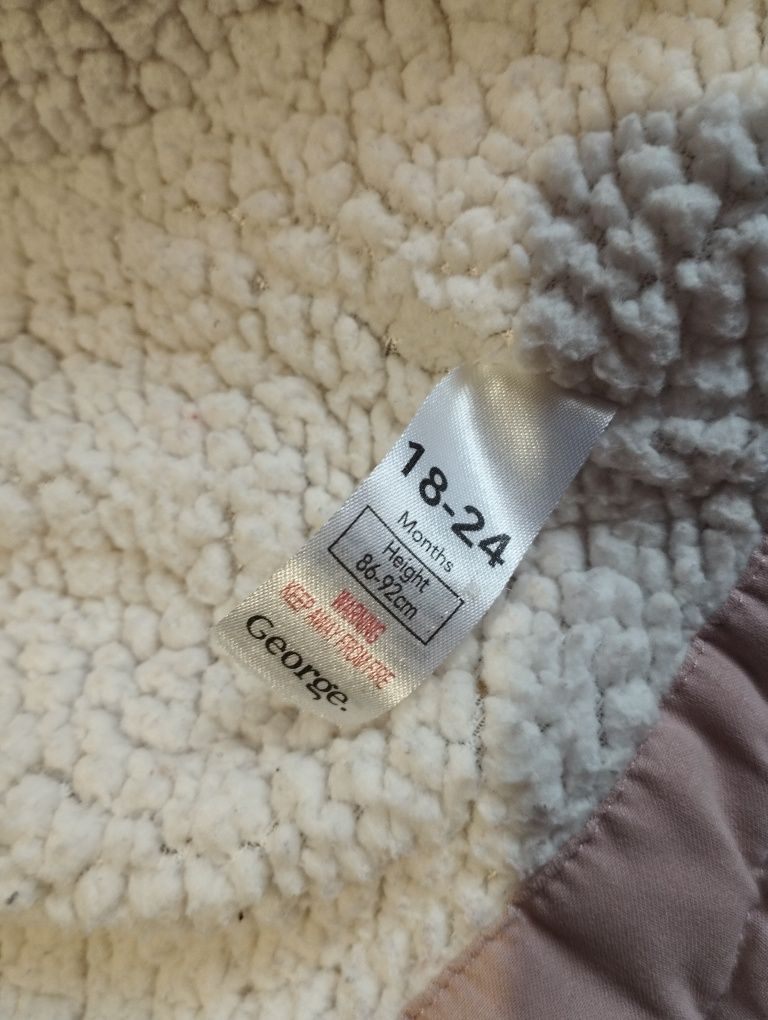 18-24
Months
Height
86-92cm
WARNING
KEEP AWAY FROM FIRE
George.